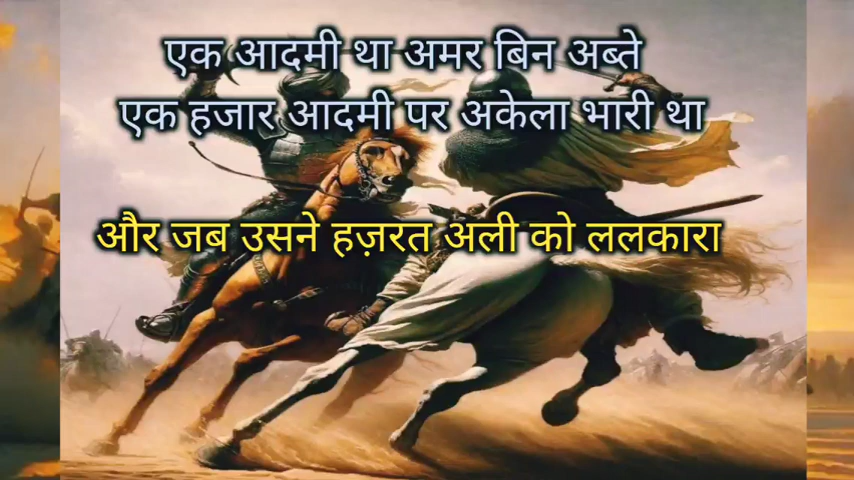 एक आदमी था अमर बिन अब्ते
एक हजार आदमी पर अकेला भारी था
और जब उसने हज़रत अली को ललकारा